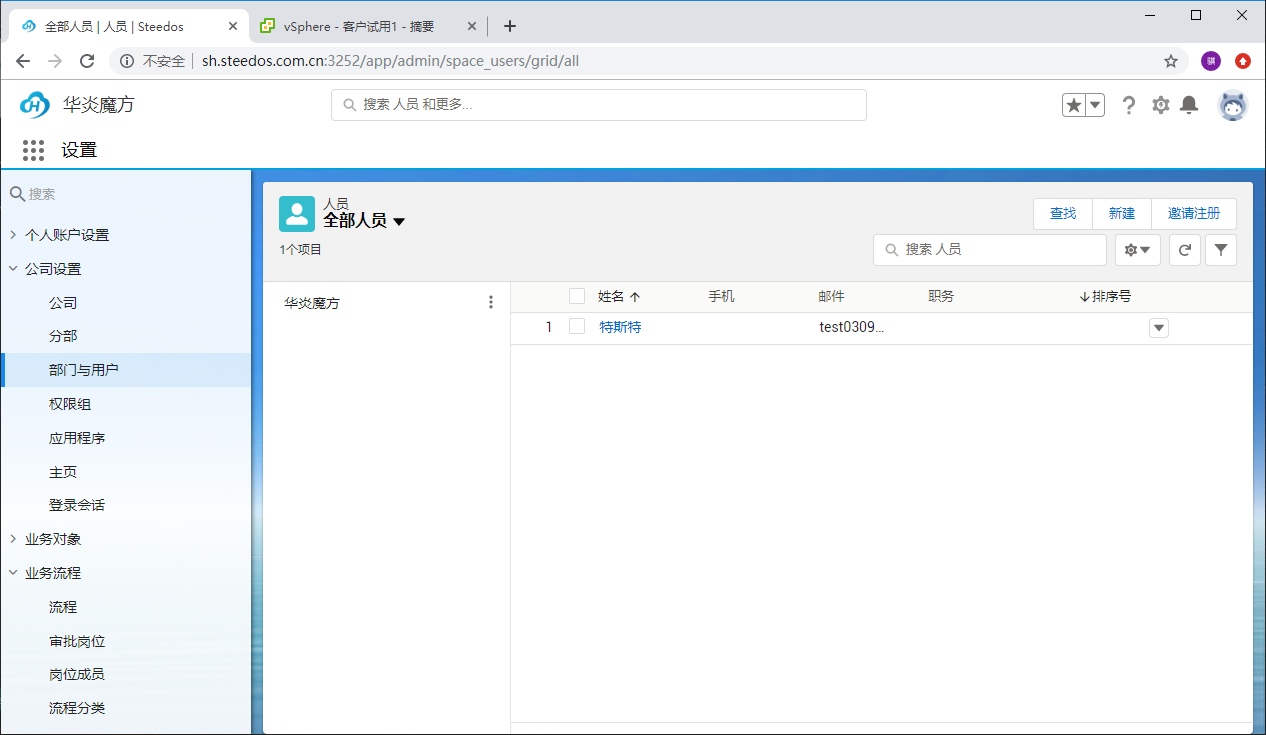 全部人员 | 人员 | Steedos
vSphere - 客户试用1 - 摘要
不安全
sh.steedos.com.cn:3252/app/admin/space_users/grid/all
骐
华炎魔方
搜索 人员 和更多...
设置
搜索
个人账户设置
公司设置
公司
分部
部门与用户
权限组
应用程序
主页
登录会话
业务对象
业务流程
流程
审批岗位
岗位成员
流程分类
人员
全部人员
1个项目
查找 新建 邀请注册
搜索 人员
华炎魔方
姓名 手机 邮件 职务 排序号
1 特斯特 test0309...